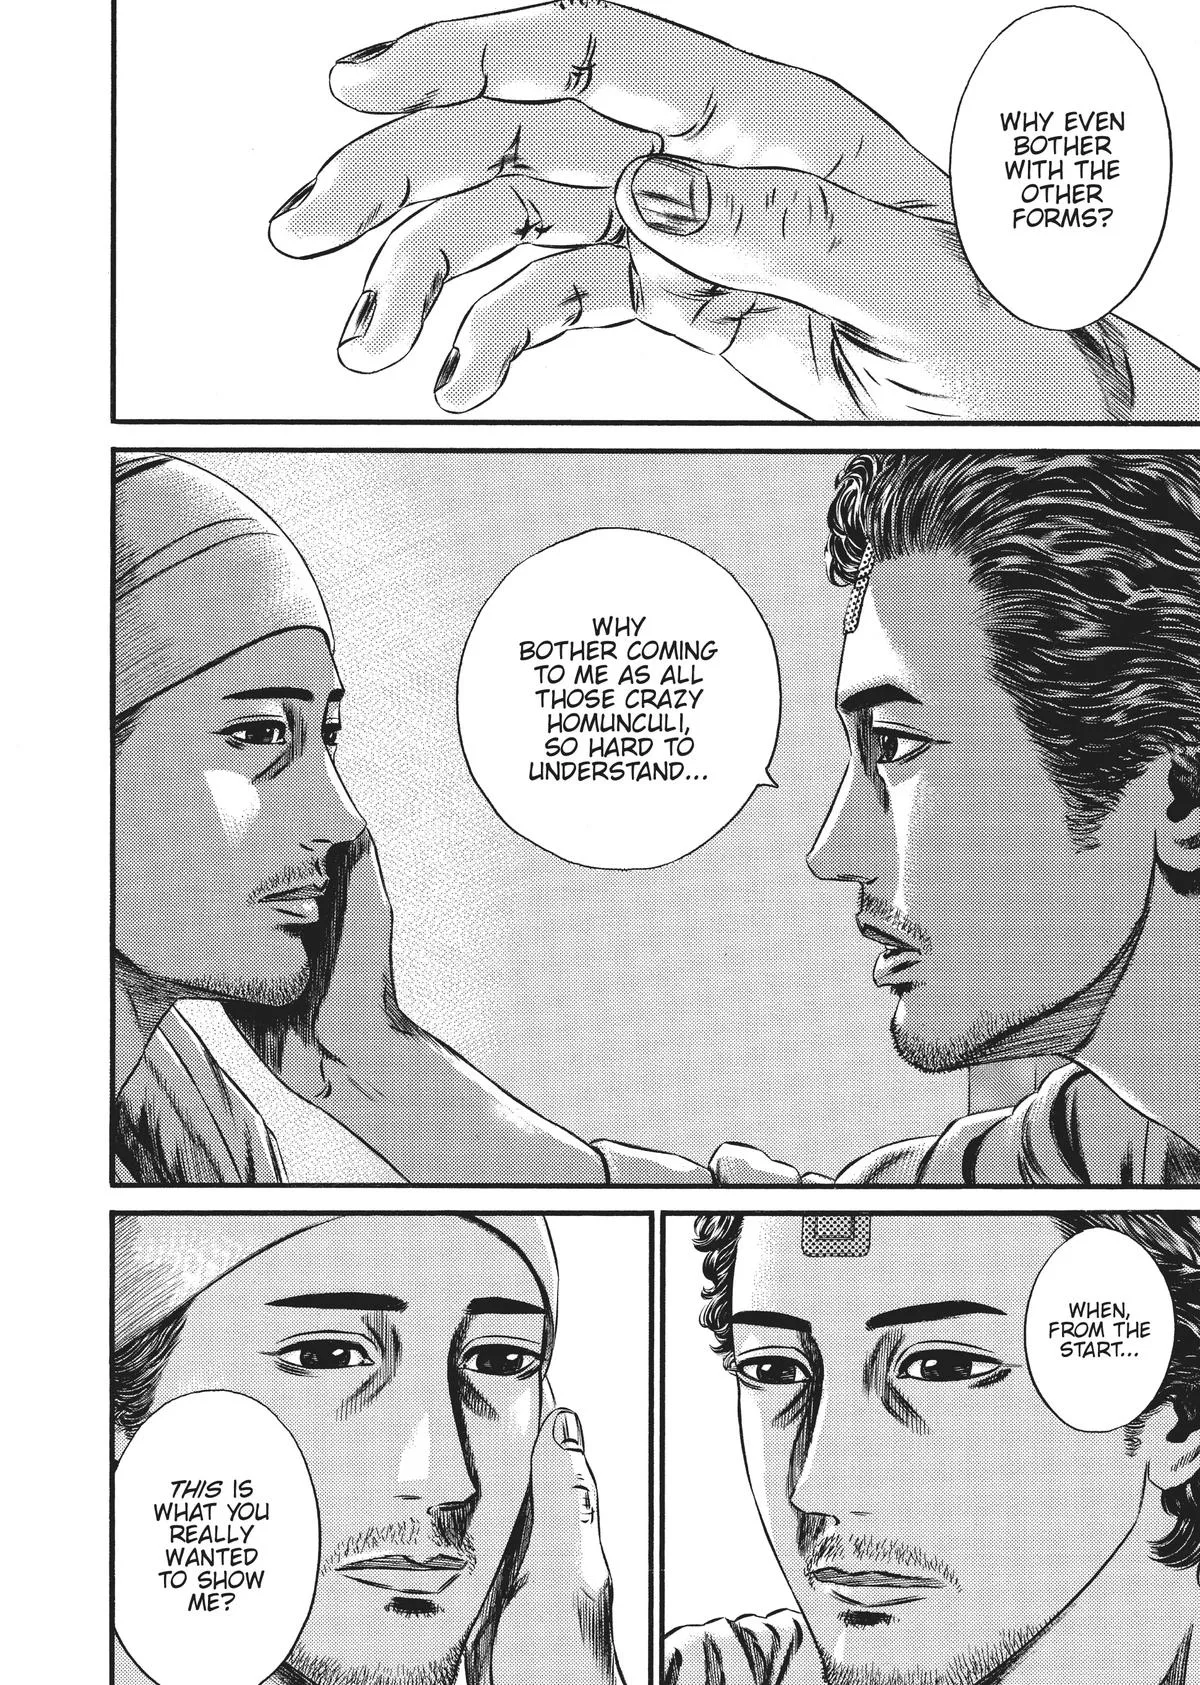 WHY EVEN
BOTHER
WITH THE
OTHER
FORMS?
WHY
BOTHER COMING
TO ME AS ALL
THOSE CRAZY
HOMUNCULI,
SO HARD TO
UNDERSTAND...
WHEN,
FROM THE
START...
THIS IS
WHAT YOU
REALLY
WANTED
TO SHOW
ME?